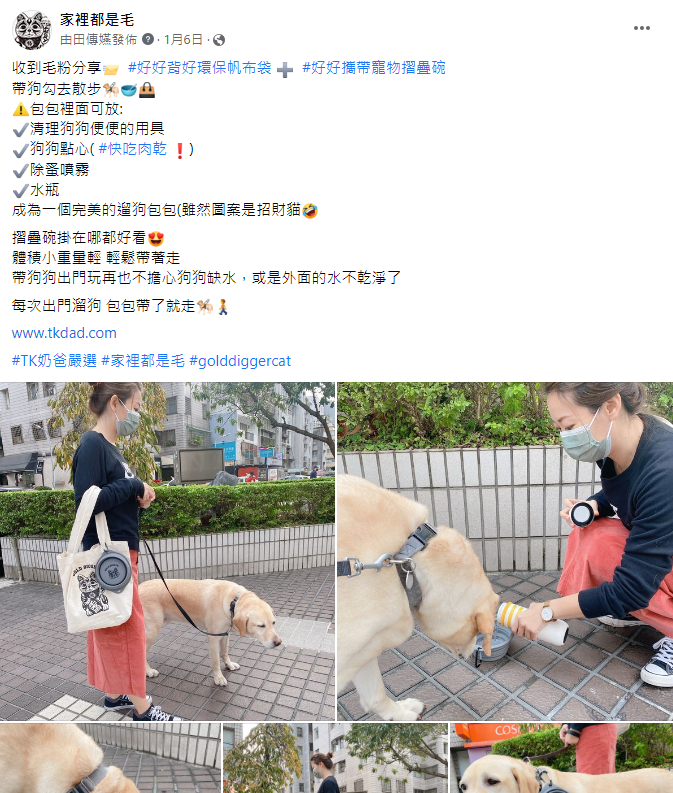 家裡都是毛
由田傳嬿發佈 · 1月6日 ·
收到毛粉分享📂 #好好背好環保帆布袋 ➕ #好好攜帶寵物摺疊碗
帶狗勾去散步🐕‍🦺🥣👜
⚠️包包裡面可放:
✔️清理狗狗便便的用具
✔️狗狗點心( #快吃肉乾 ❗)
✔️除蚤噴霧
✔️水瓶
成為一個完美的遛狗包包(雖然圖案是招財貓🤣
摺疊碗掛在哪都好看😍
體積小重量輕 輕鬆帶著走
帶狗狗出門玩再也不擔心狗狗缺水，或是外面的水不乾淨了
每次出門溜狗 包包帶了就走🐕‍🦺🚶
www.tkdad.com
#TK奶爸嚴選 #家裡都是毛 #golddiggercat